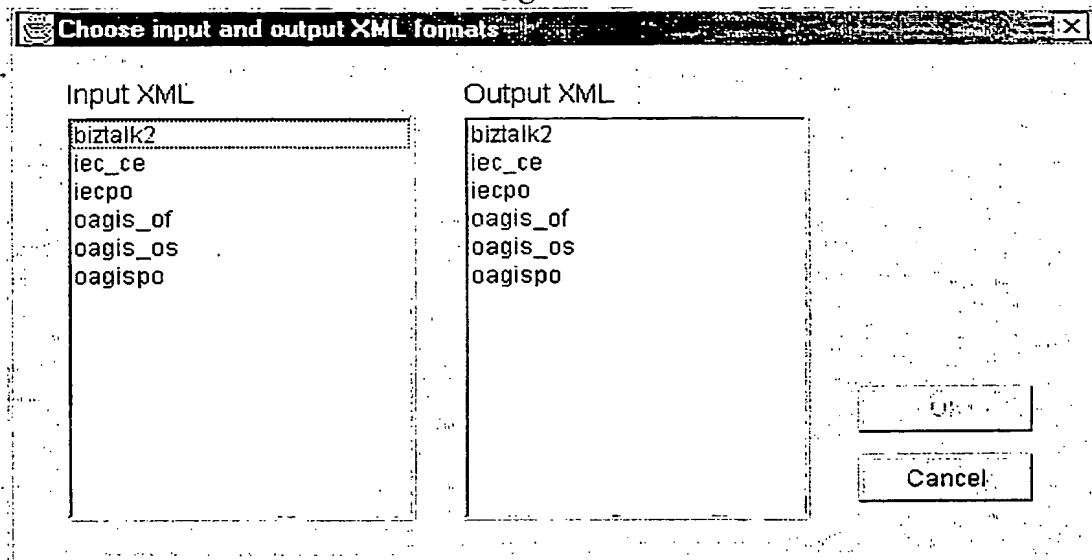 Choose input and output XML formats
Input XML
biztalk2
iec_ce
iecpo
oagis_of
oagis_os
oagispo
Output XML
biztalk2
iec_ce
iecpo
oagis_of
oagis_os
oagispo
Cancel